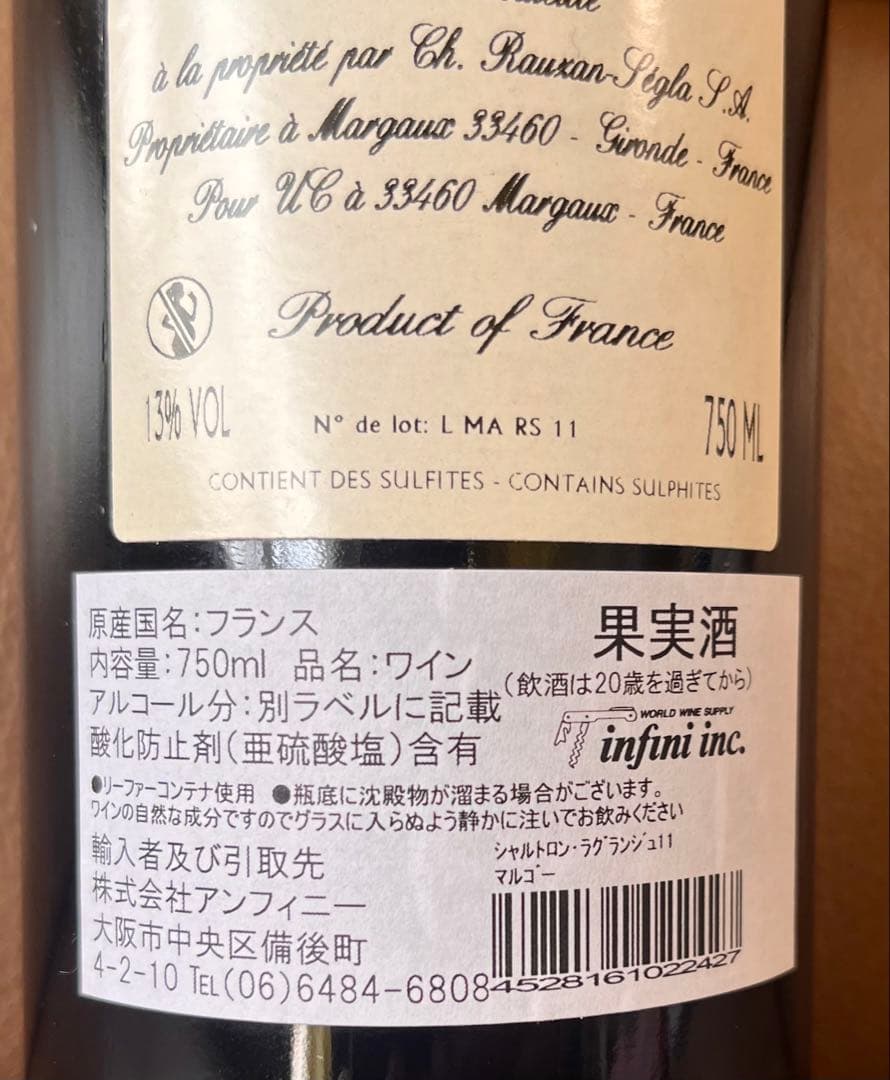 à la propriété par Ch. Rauzan-Ségla S.A.
Propriétaire à Margaux 33460 - Gironde - France
Pour UC à 33460 Margaux - France
Product of France
13% VOL
N° de lot: L MA RS 11
750 ML
CONTIENT DES SULFITES - CONTAINS SULPHITES
原産国名:フランス
果実酒
内容量:750ml 品名:ワイン
(飲酒は20歳を過ぎてから)
アルコール分:別ラベルに記載
WORLD WINE SUPPLY
infini inc.
酸化防止剤(亜硫酸塩)含有
●リーファーコンテナ使用 ●瓶底に沈殿物が溜まる場合がございます。
ワインの自然な成分ですのでグラスに入らぬよう静かに注いでお飲みください
輸入者及び引取先
株式会社アンフィニー
大阪市中央区備後町
4-2-10 TEL(06)6484-6808
シャルトロン・ラグランジュ11
マルゴー
4528161022427